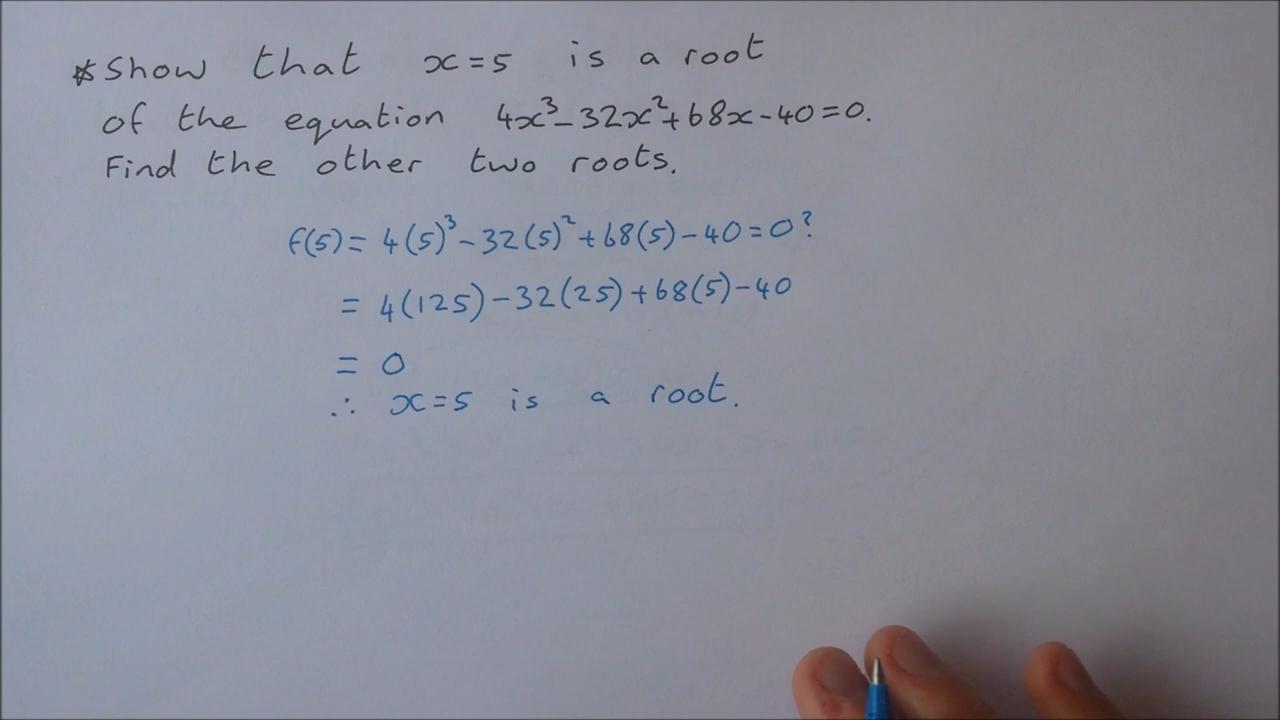 * Show that x=5 is a root
of the equation 4x³-32x²+68x-40=0.
Find the other two roots.
f(5)= 4(5)³-32(5)²+68(5)-40=0?
= 4(125)-32(25)+68(5)-40
= 0
∴ x=5 is a root.